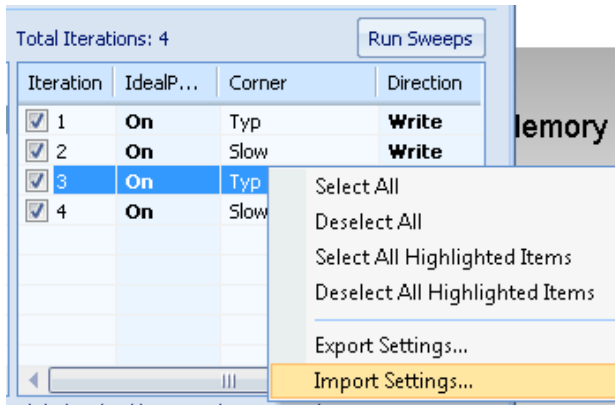 Total Iterations: 4 Run Sweeps
Iteration IdealP... Corner Direction
1 On Typ Write
2 On Slow Write
3 On Typ
4 On Slow
lemory
Select All
Deselect All
Select All Highlighted Items
Deselect All Highlighted Items
Export Settings...
Import Settings...